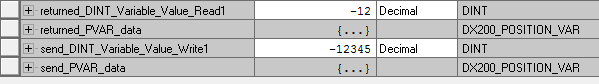 returned_DINT_Variable_Value_Read1 -12 Decimal DINT
returned_PVAR_data {...} DX200_POSITION_VAR
send_DINT_Variable_Value_Write1 -12345 Decimal DINT
send_PVAR_data {...} DX200_POSITION_VAR